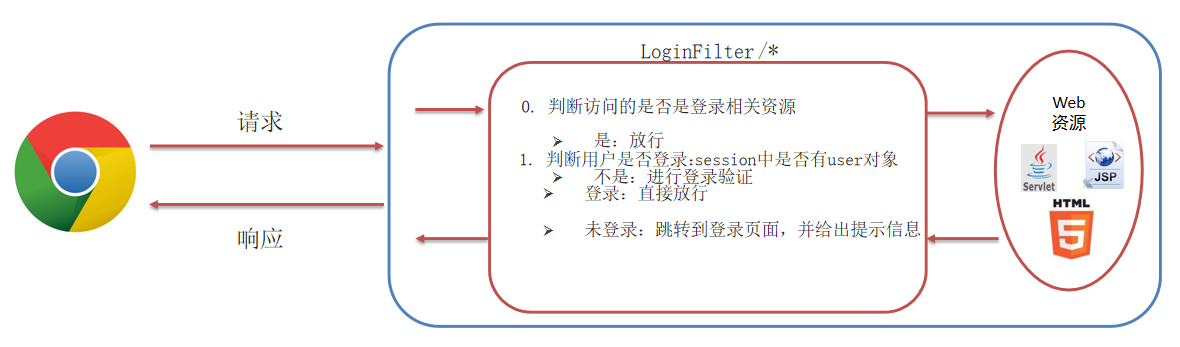 LoginFilter /*
请求
响应
0. 判断访问的是否是登录相关资源
➢ 是：放行
1. 判断用户是否登录:session中是否有user对象
➢ 不是：进行登录验证
➢ 登录：直接放行
➢ 未登录：跳转到登录页面，并给出提示信息
Web
资源
Servlet
JSP
HTML
5